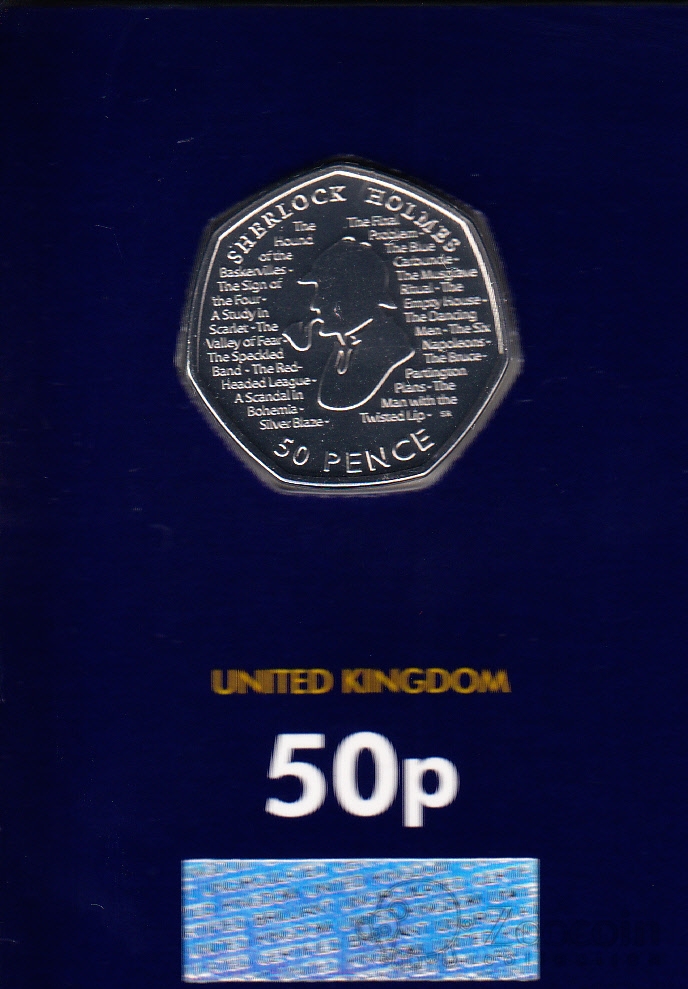 SHERLOCK HOLMES
The
Hound
of the
Baskervilles -
The Sign of
the Four -
A Study in
Scarlet - The
Valley of Fear
The Speckled
Band - The Red-
Headed League -
A Scandal in
Bohemia -
Silver Blaze -
The Final
Problem -
The Blue
Carbuncle -
The Musgrave
Ritual - The
Empty House -
The Dancing
Men - The Six
Napoleons -
The Bruce-
Partington
Plans - The
Man with the
Twisted Lip -
SR
50 PENCE
UNITED KINGDOM
50p
Zoncoin